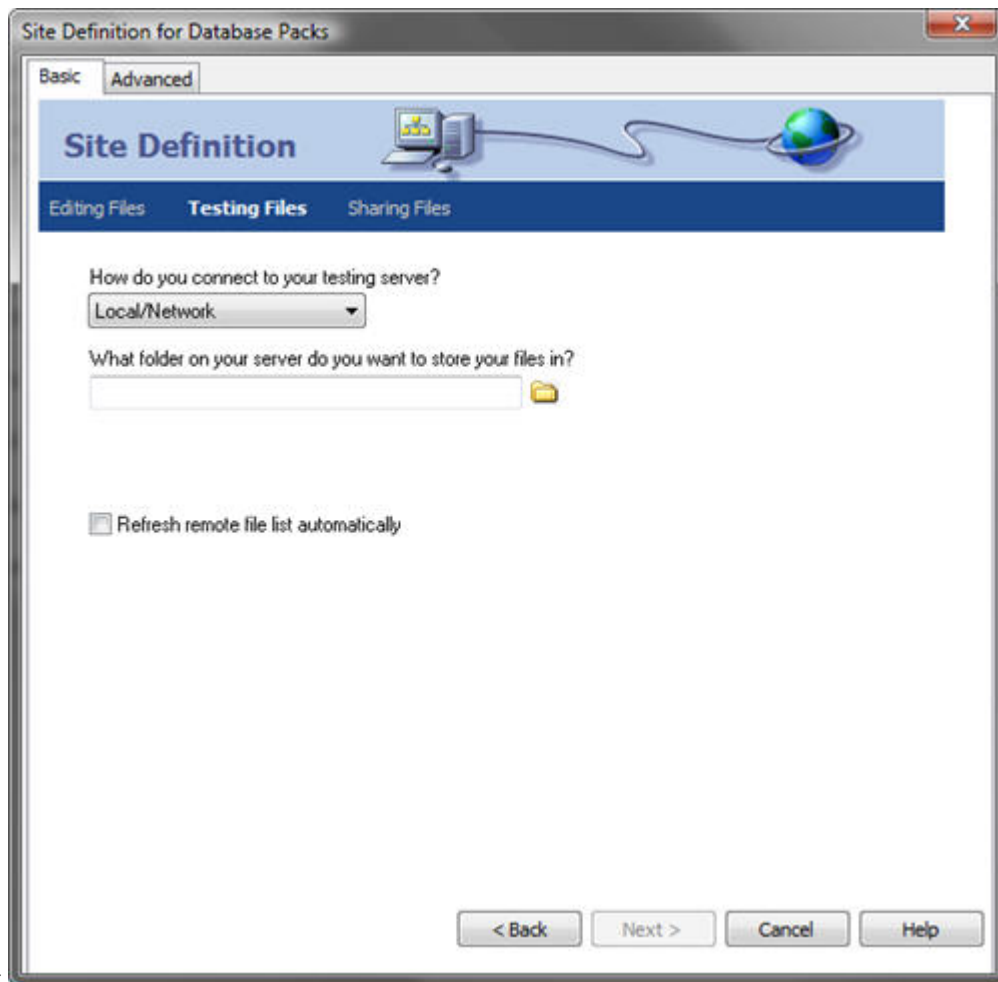 Site Definition for Database Packs
Basic Advanced
Site Definition
Editing Files Testing Files Sharing Files
How do you connect to your testing server?
Local/Network
What folder on your server do you want to store your files in?
Refresh remote file list automatically
< Back Next > Cancel Help